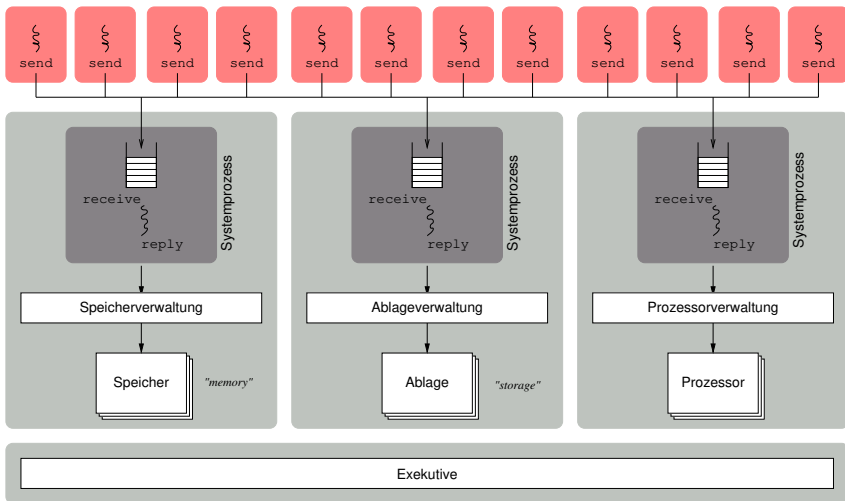 send send send send send send send send send send send send
Systemprozess Systemprozess Systemprozess
receive receive receive
reply reply reply
Speicherverwaltung Ablageverwaltung Prozessorverwaltung
Speicher "memory" Ablage "storage" Prozessor
Exekutive